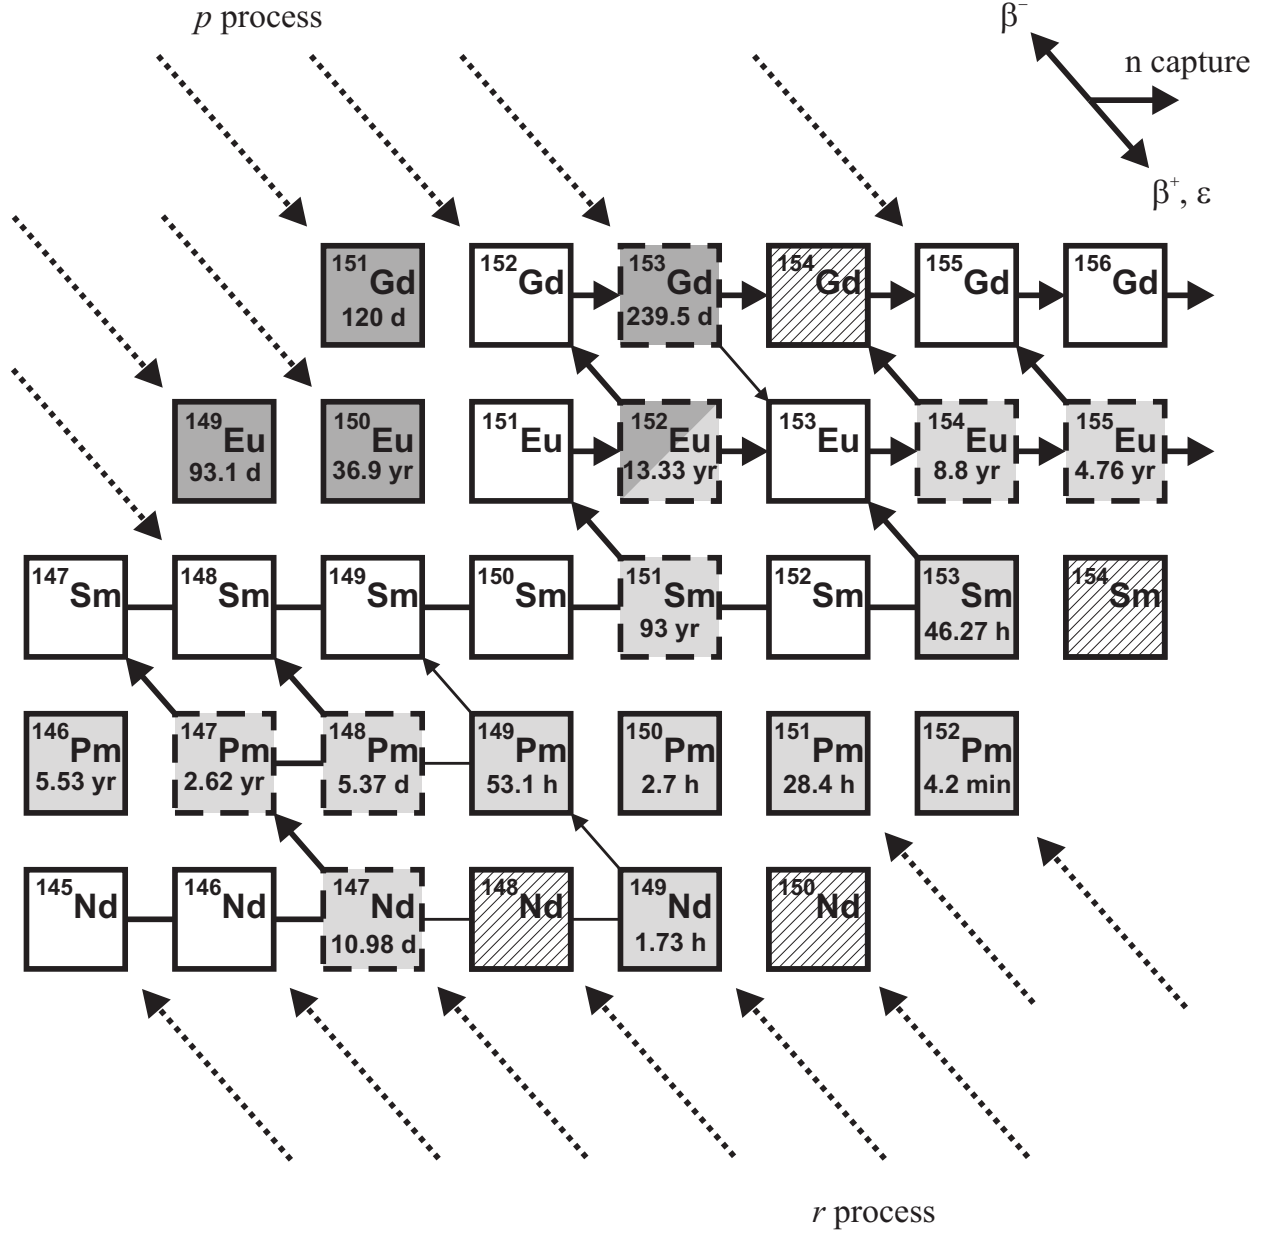 p process
β⁻
n capture
β⁺, ε
¹⁵¹Gd
120 d
¹⁵²Gd
¹⁵³Gd
239.5 d
¹⁵⁴Gd
¹⁵⁵Gd
¹⁵⁶Gd
¹⁴⁹Eu
93.1 d
¹⁵⁰Eu
36.9 yr
¹⁵¹Eu
¹⁵²Eu
13.33 yr
¹⁵³Eu
¹⁵⁴Eu
8.8 yr
¹⁵⁵Eu
4.76 yr
¹⁴⁷Sm
¹⁴⁸Sm
¹⁴⁹Sm
¹⁵⁰Sm
¹⁵¹Sm
93 yr
¹⁵²Sm
¹⁵³Sm
46.27 h
¹⁵⁴Sm
¹⁴⁶Pm
5.53 yr
¹⁴⁷Pm
2.62 yr
¹⁴⁸Pm
5.37 d
¹⁴⁹Pm
53.1 h
¹⁵⁰Pm
2.7 h
¹⁵¹Pm
28.4 h
¹⁵²Pm
4.2 min
¹⁴⁵Nd
¹⁴⁶Nd
¹⁴⁷Nd
10.98 d
¹⁴⁸Nd
¹⁴⁹Nd
1.73 h
¹⁵⁰Nd
r process